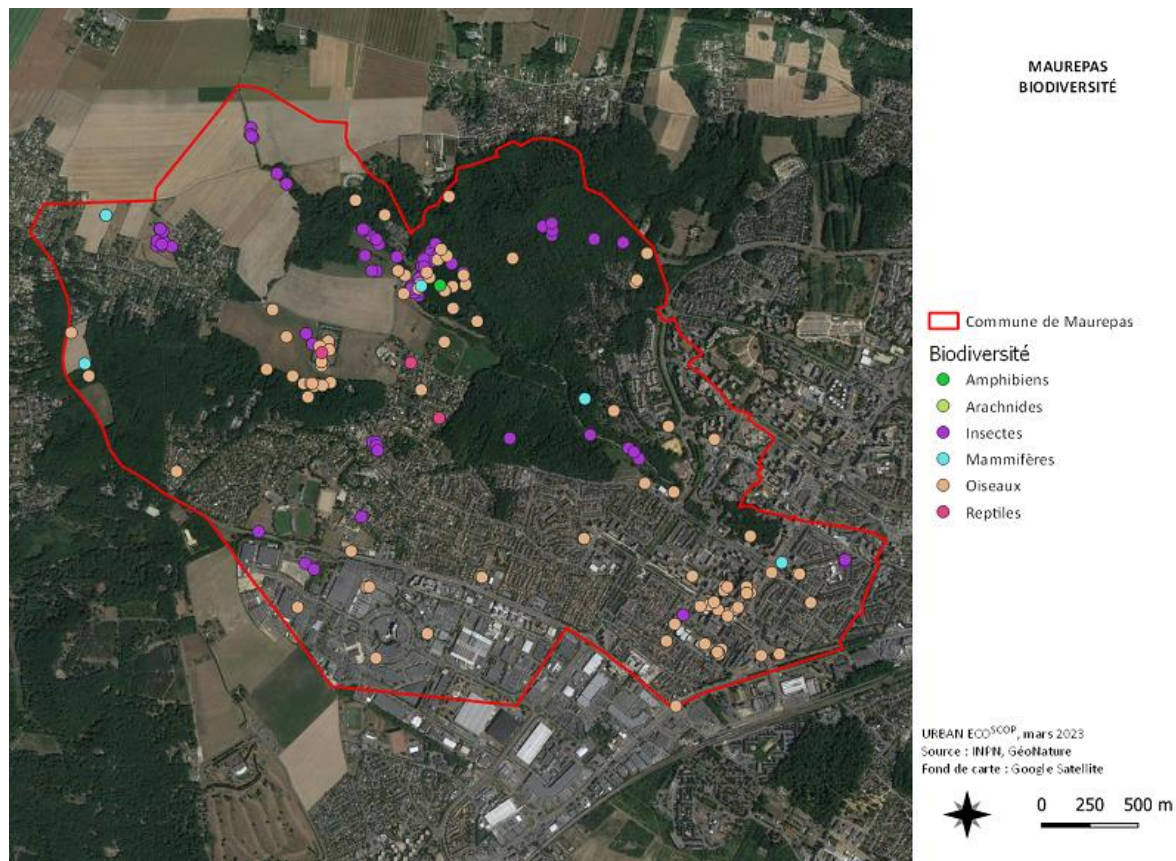 MAUREPAS
BIODIVERSITÉ
Commune de Maurepas
Biodiversité
Amphibiens
Arachnides
Insectes
Mammifères
Oiseaux
Reptiles
URBAN ECOSCOP, mars 2023
Source : INPN, GéoNature
Fond de carte : Google Satellite
0 250 500 m